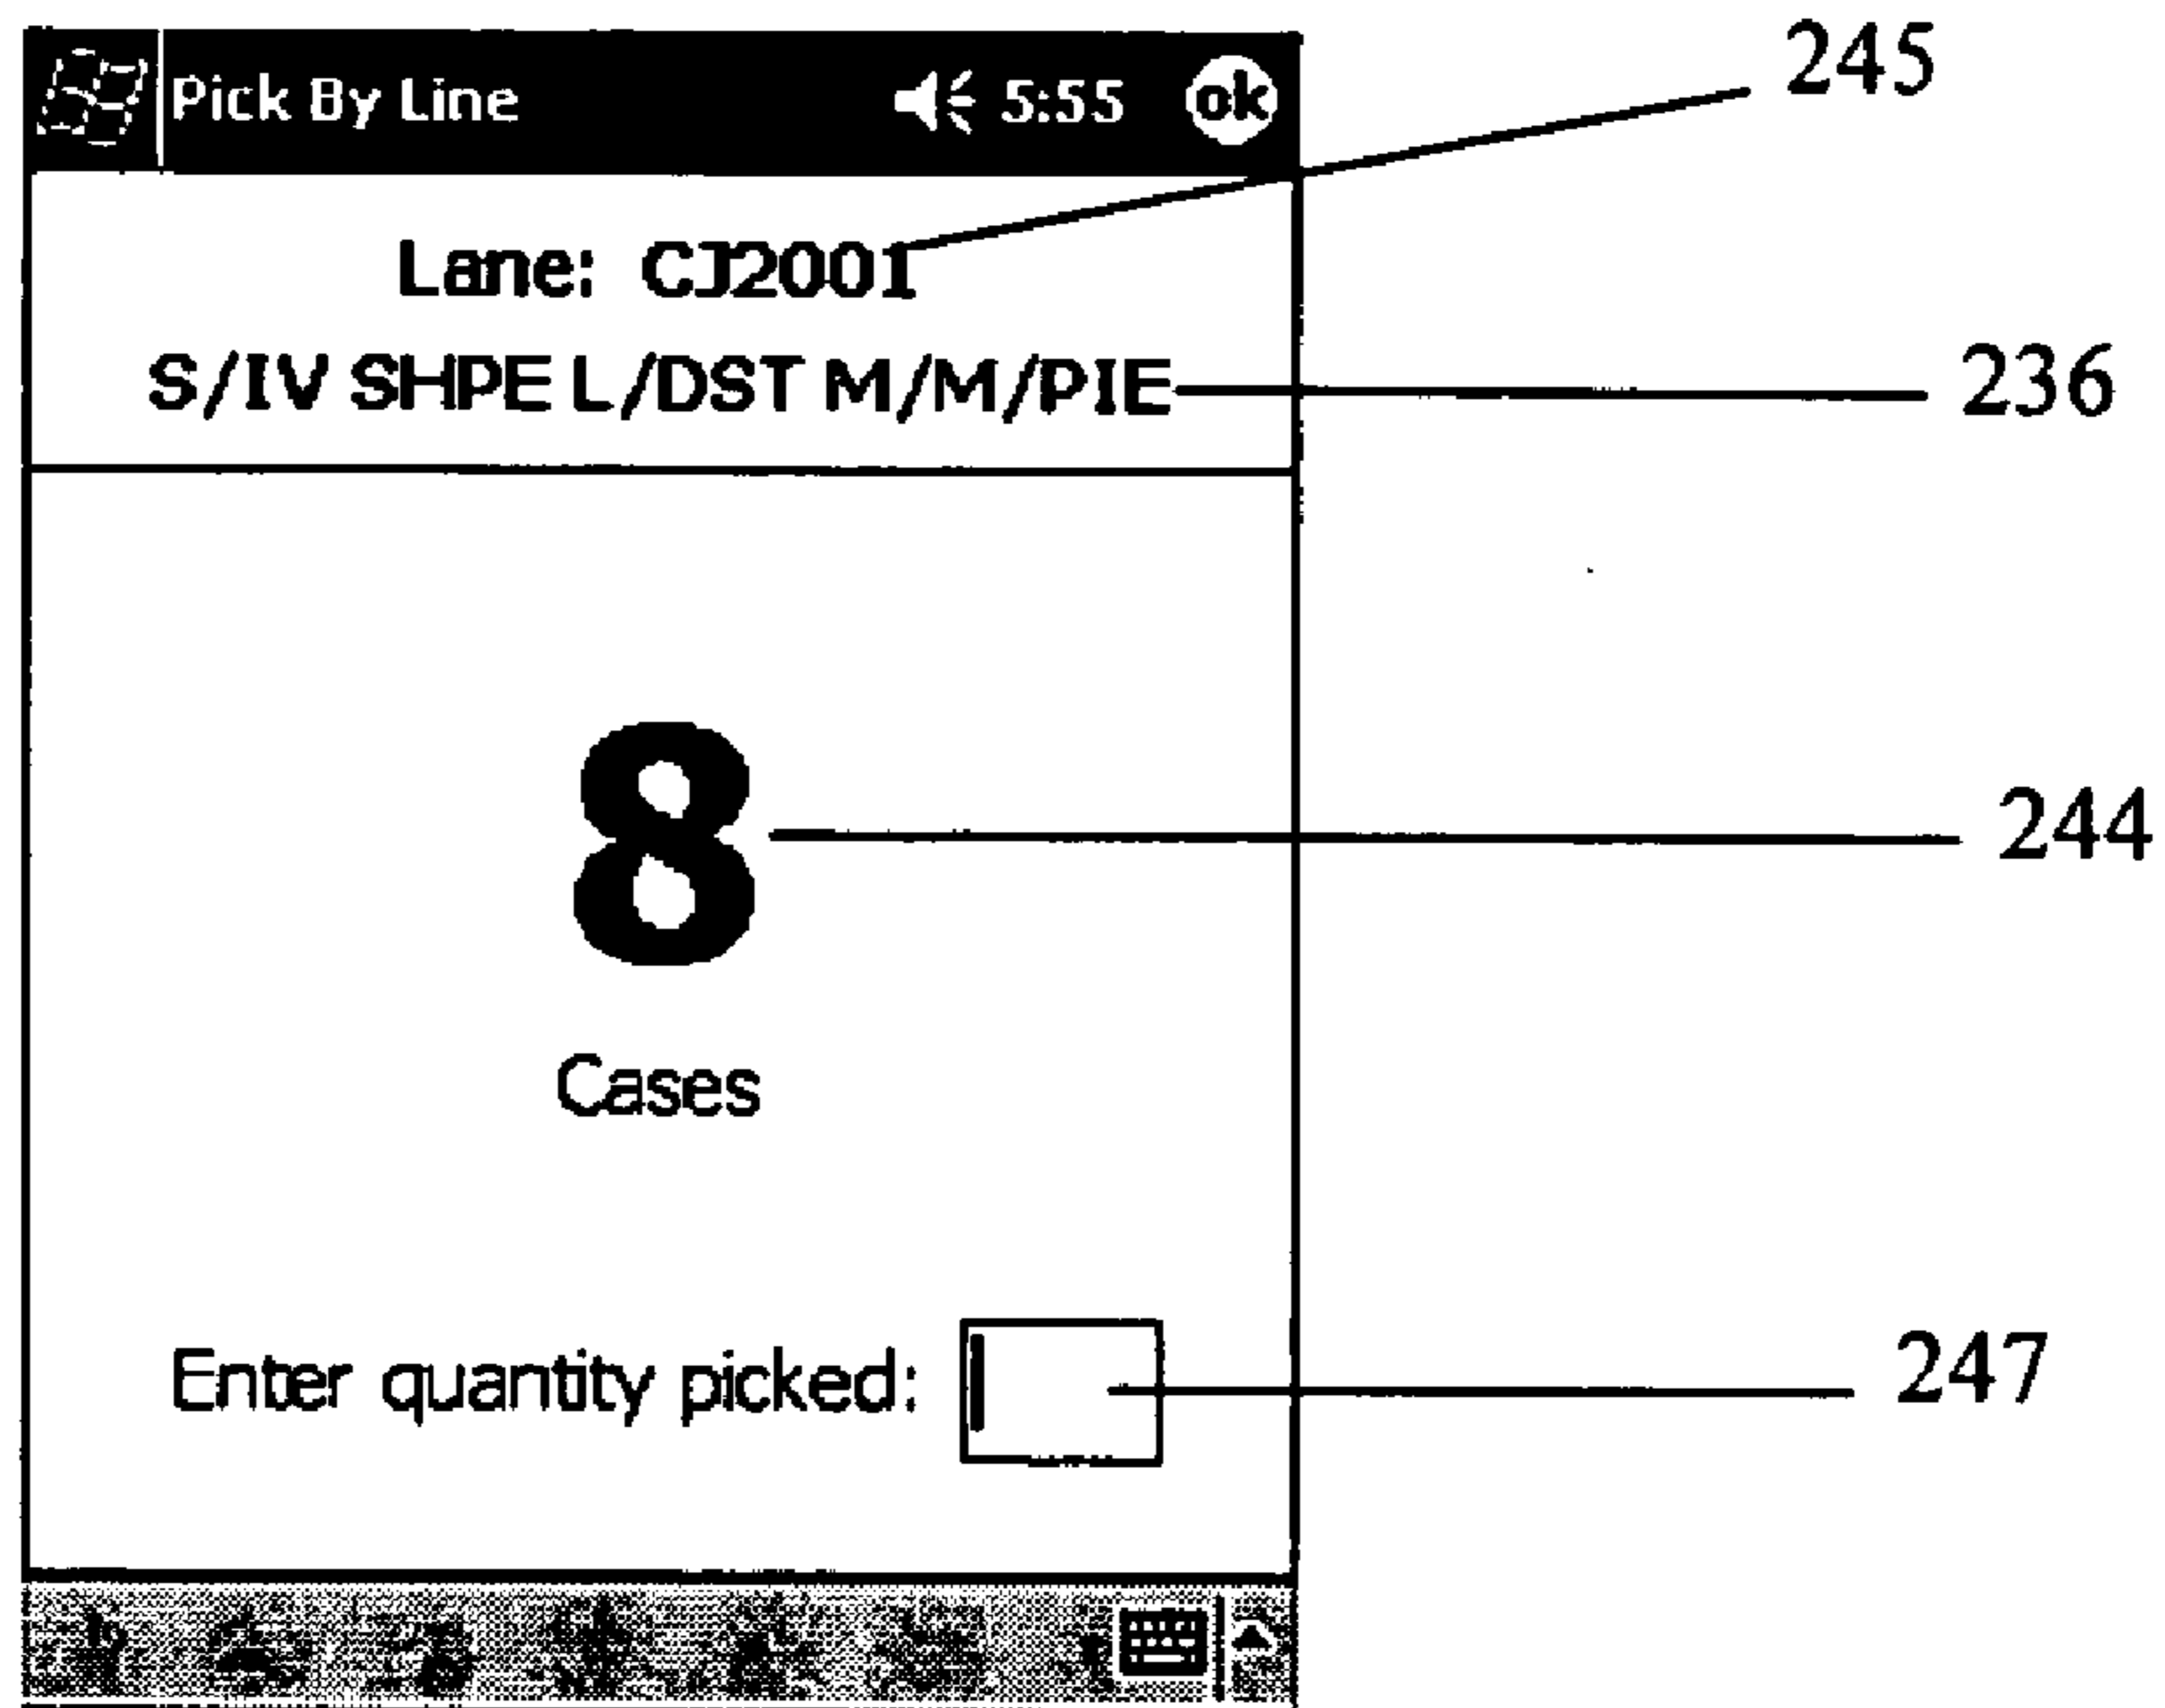 Pick By Line 5:55 ok
245
Lane: CJ2001
S/IV SHPE L/DST M/M/PIE 236
8 244
Cases
Enter quantity picked: 247